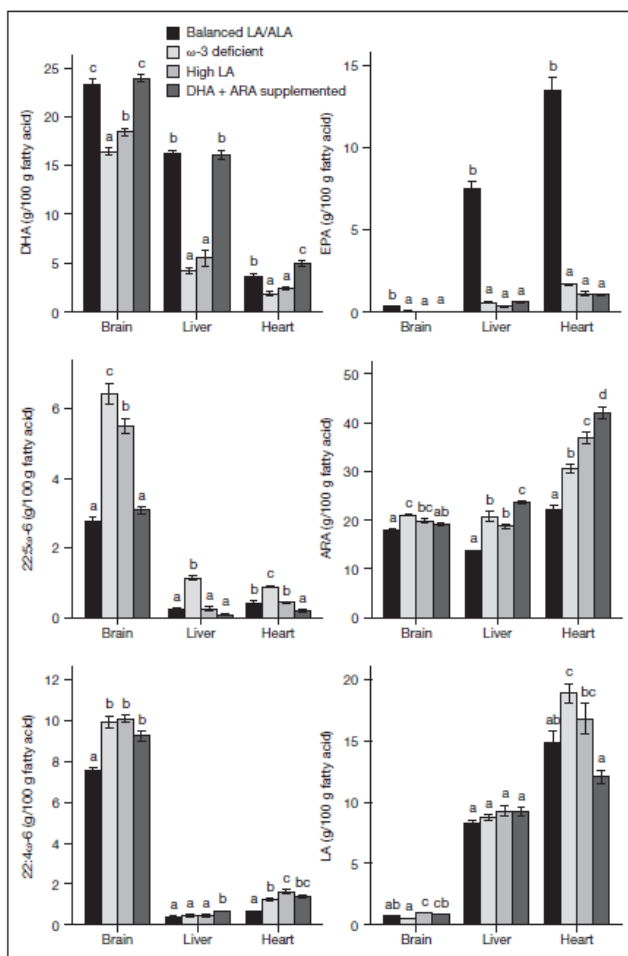 Balanced LA/ALA
ω-3 deficient
High LA
DHA + ARA supplemented
DHA (g/100 g fatty acid)
25
20
15
10
5
0
c a b c
b a a b
b a a c
Brain Liver Heart
EPA (g/100 g fatty acid)
15
10
5
0
b a a a
b a a a
b a a a
Brain Liver Heart
22:5ω-6 (g/100 g fatty acid)
6
4
2
0
a c b a
a b a a
b c b a
Brain Liver Heart
ARA (g/100 g fatty acid)
50
40
30
20
10
0
a c bc ab
a b b c
a b c d
Brain Liver Heart
22:4ω-6 (g/100 g fatty acid)
12
10
8
6
4
2
0
a b b b
a a a b
a b c bc
Brain Liver Heart
LA (g/100 g fatty acid)
20
15
10
5
0
ab a c cb
a a a a
ab c bc a
Brain Liver Heart